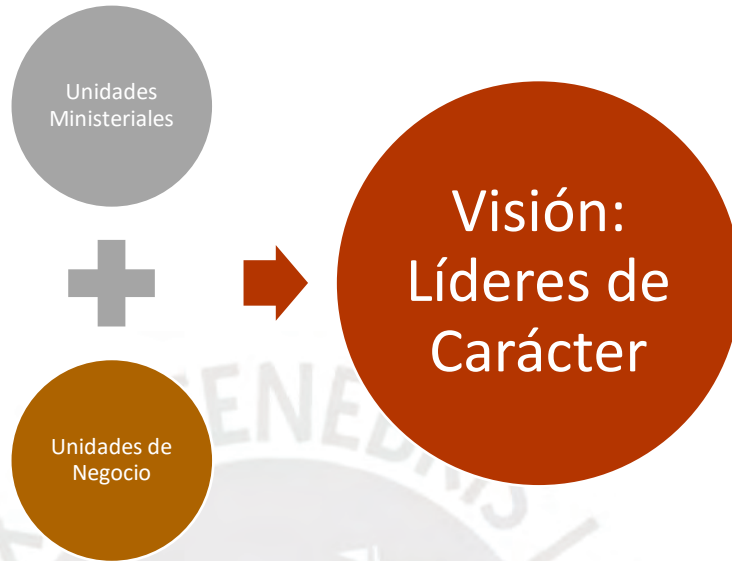 Unidades
Ministeriales
Visión:
Líderes de
Carácter
Unidades de
Negocio